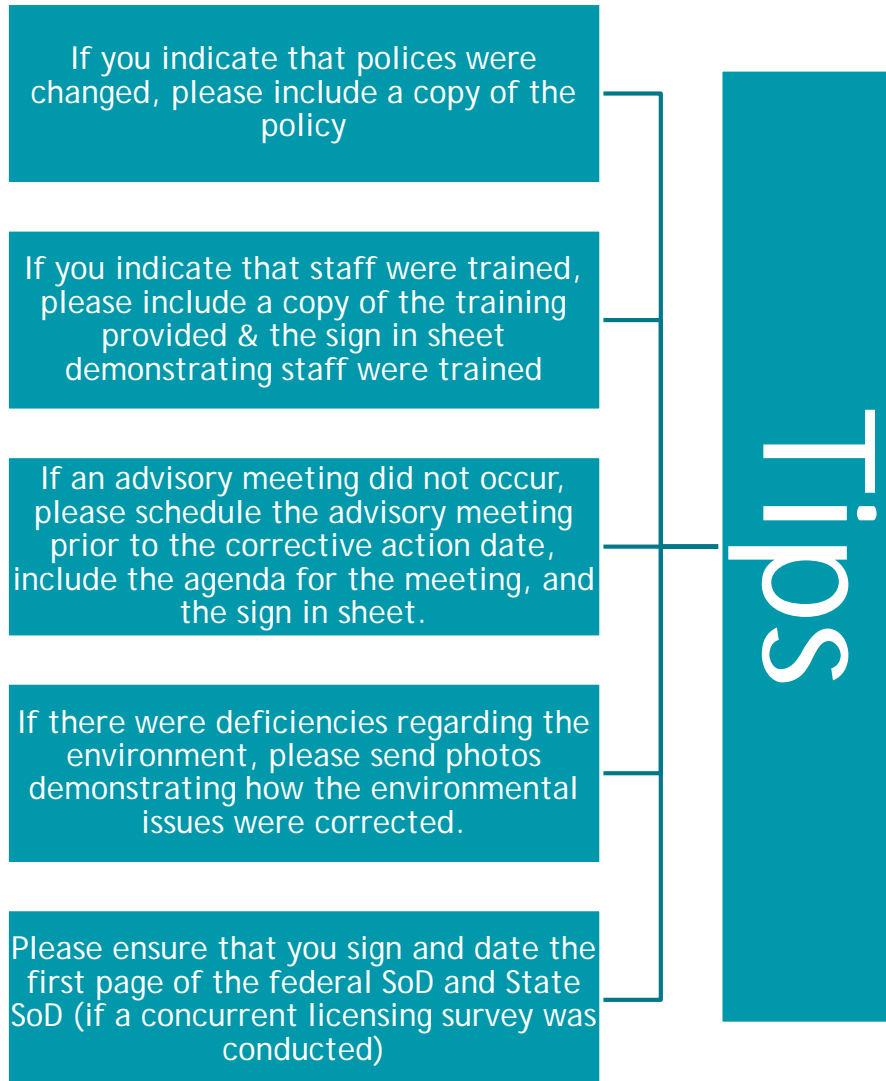 If you indicate that polices were
changed, please include a copy of the
policy
If you indicate that staff were trained,
please include a copy of the training
provided & the sign in sheet
demonstrating staff were trained
If an advisory meeting did not occur,
please schedule the advisory meeting
prior to the corrective action date,
include the agenda for the meeting, and
the sign in sheet.
If there were deficiencies regarding the
environment, please send photos
demonstrating how the environmental
issues were corrected.
Please ensure that you sign and date the
first page of the federal SoD and State
SoD (if a concurrent licensing survey was
conducted)
Tips